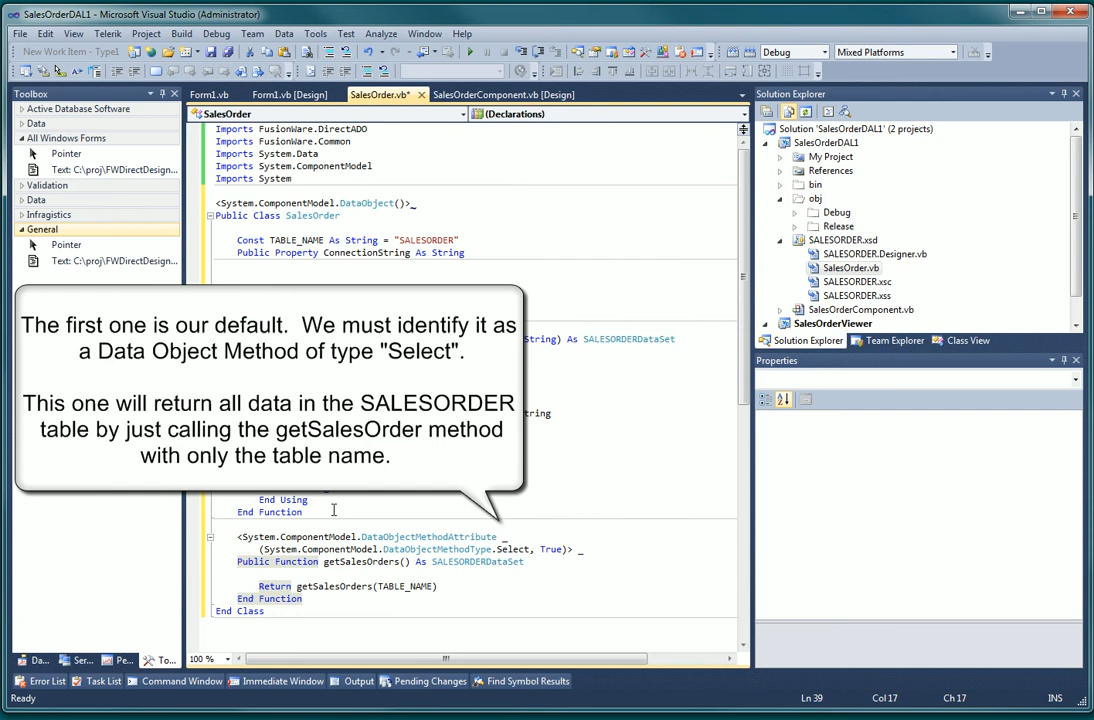 SalesOrderDAL1 - Microsoft Visual Studio (Administrator)
File Edit View Telerik Project Build Debug Team Data Tools Test Analyze Window Help
New Work Item - Type1 Debug Mixed Platforms
Toolbox
Active Database Software
Data
All Windows Forms
Pointer
Text: C:\proj\FWDirectDesign...
Validation
Data
Infragistics
General
Pointer
Text: C:\proj\FWDirectDesign...
Da... Ser... Pe... To...
Form1.vb Form1.vb [Design] SalesOrder.vb* SalesOrderComponent.vb [Design]
SalesOrder (Declarations)
Imports FusionWare.DirectADO
Imports FusionWare.Common
Imports System.Data
Imports System.ComponentModel
Imports System
<System.ComponentModel.DataObject()>_
Public Class SalesOrder
Const TABLE_NAME As String = "SALESORDER"
Public Property ConnectionString As String
String) As SALESORDERDataSet
tring
The first one is our default. We must identify it as
a Data Object Method of type "Select".
This one will return all data in the SALESORDER
table by just calling the getSalesOrder method
with only the table name.
End Using
End Function
<System.ComponentModel.DataObjectMethodAttribute _
(System.ComponentModel.DataObjectMethodType.Select, True)> _
Public Function getSalesOrders() As SALESORDERDataSet
Return getSalesOrders(TABLE_NAME)
End Function
End Class
100 %
Solution Explorer
Solution 'SalesOrderDAL1' (2 projects)
SalesOrderDAL1
My Project
References
bin
obj
Debug
Release
SALESORDER.xsd
SALESORDER.Designer.vb
SalesOrder.vb
SALESORDER.xsc
SALESORDER.xss
SalesOrderComponent.vb
SalesOrderViewer
Solution Explorer Team Explorer Class View
Properties
Error List Task List Command Window Immediate Window Output Pending Changes Find Symbol Results
Ready Ln 39 Col 17 Ch 17 INS